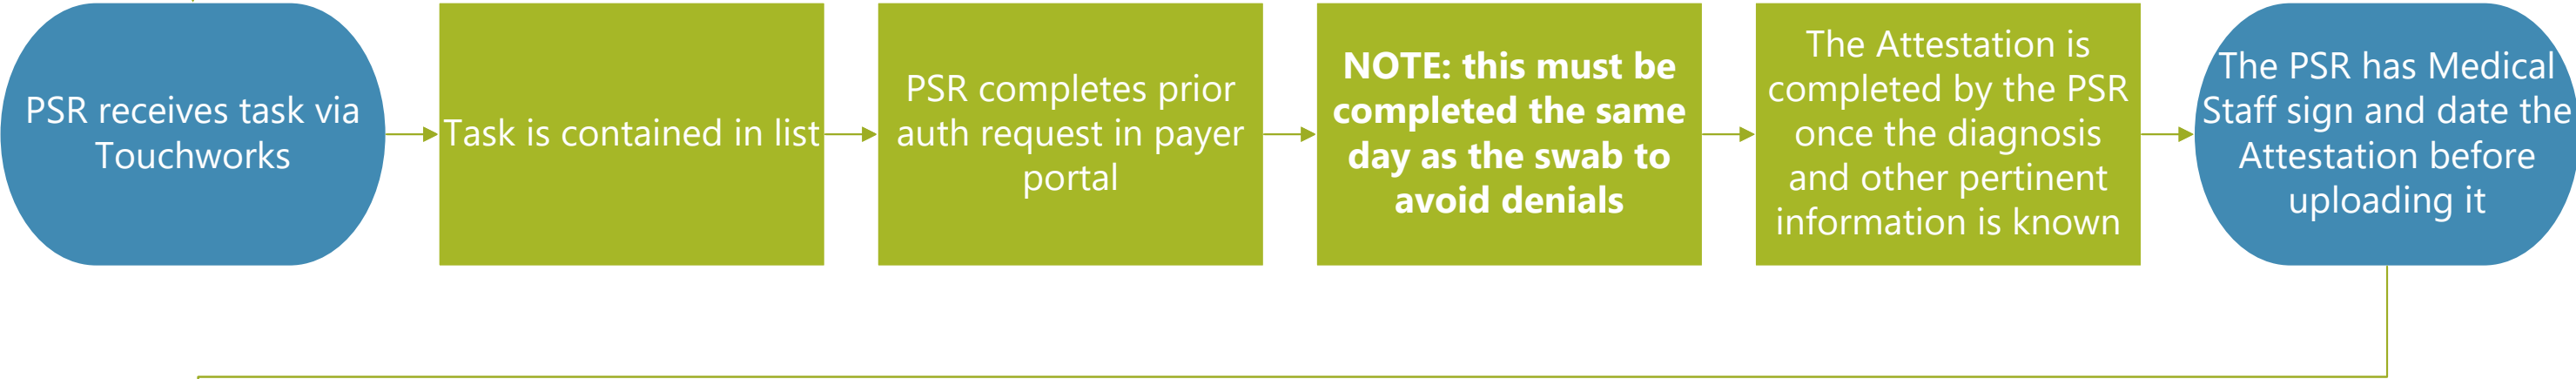 PSR receives task via
Touchworks
Task is contained in list
PSR completes prior
auth request in payer
portal
NOTE: this must be
completed the same
day as the swab to
avoid denials
The Attestation is
completed by the PSR
once the diagnosis
and other pertinent
information is known
The PSR has Medical
Staff sign and date the
Attestation before
uploading it